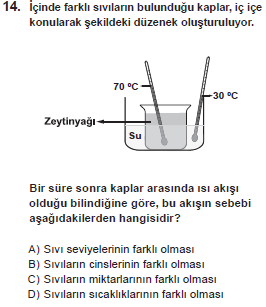 14. İçinde farklı sıvıların bulunduğu kaplar, iç içe
konularak şekildeki düzenek oluşturuluyor.
70 ºC
30 ºC
Zeytinyağı
Su
Bir süre sonra kaplar arasında ısı akışı
olduğu bilindiğine göre, bu akışın sebebi
aşağıdakilerden hangisidir?
A) Sıvı seviyelerinin farklı olması
B) Sıvıların cinslerinin farklı olması
C) Sıvıların miktarlarının farklı olması
D) Sıvıların sıcaklıklarının farklı olması